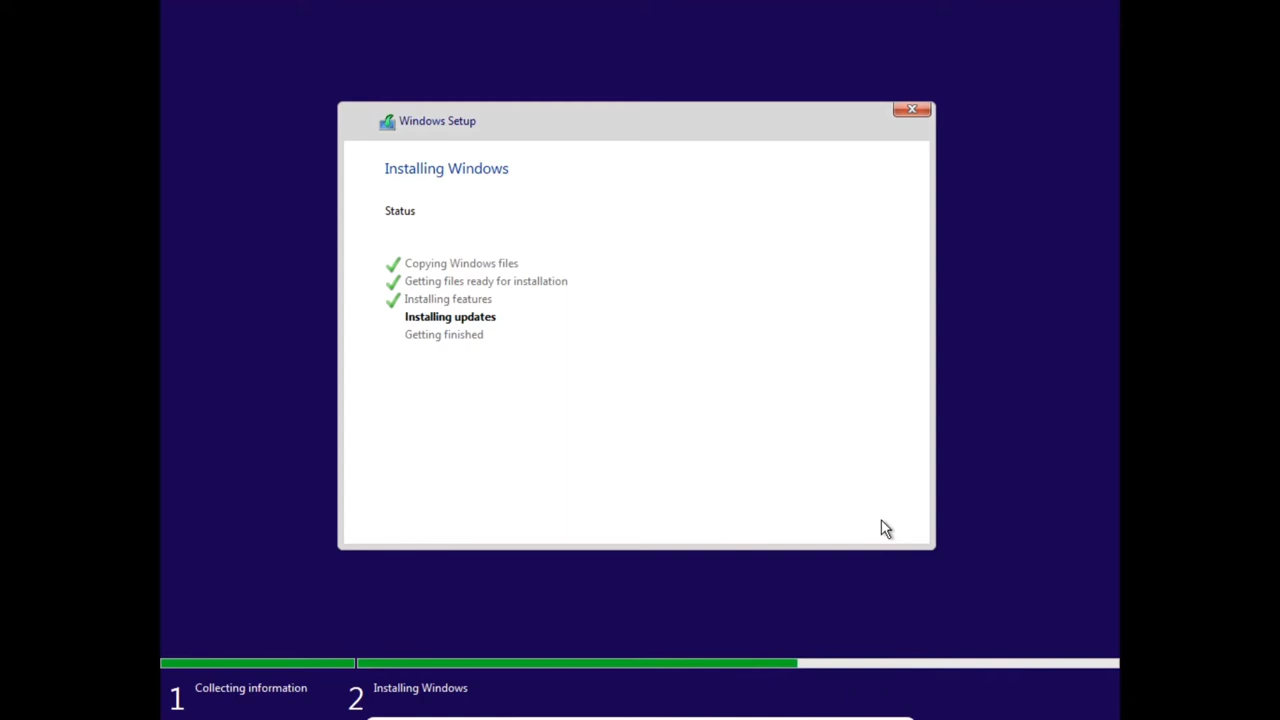 Windows Setup
Installing Windows
Status
Copying Windows files
Getting files ready for installation
Installing features
Installing updates
Getting finished
1 Collecting information
2 Installing Windows